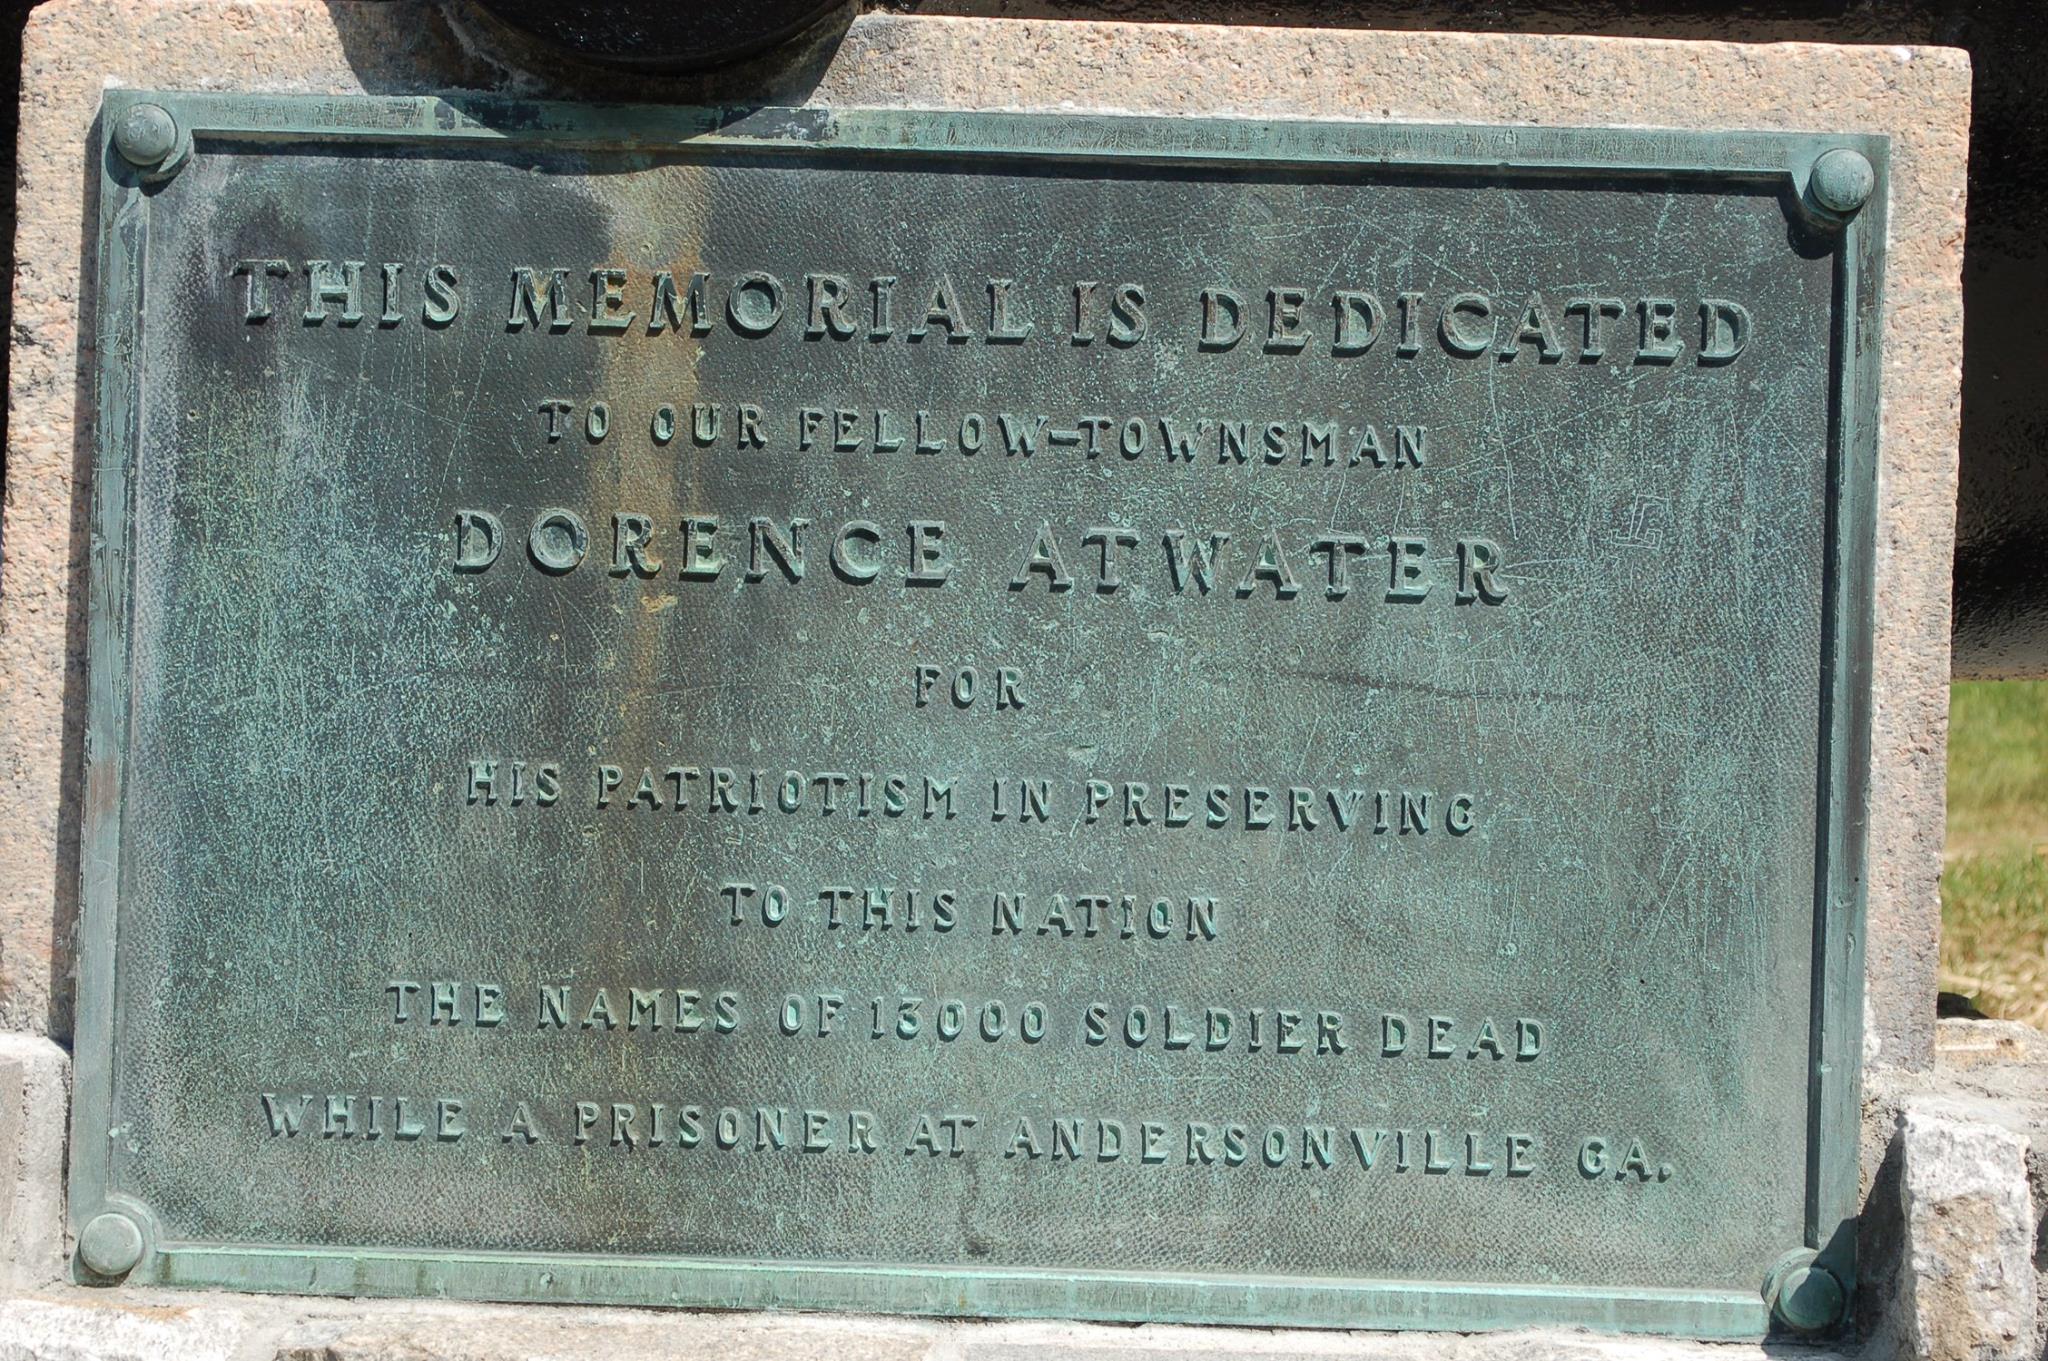 THIS MEMORIAL IS DEDICATED
TO OUR FELLOW-TOWNSMAN
DORENCE ATWATER
FOR
HIS PATRIOTISM IN PRESERVING
TO THIS NATION
THE NAMES OF 13000 SOLDIER DEAD
WHILE A PRISONER AT ANDERSONVILLE GA.